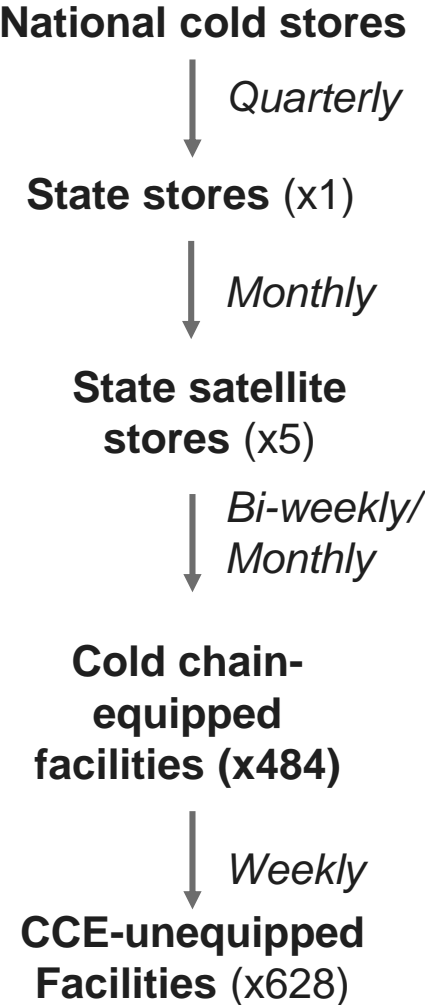 National cold stores
Quarterly
State stores (x1)
Monthly
State satellite
stores (x5)
Bi-weekly/
Monthly
Cold chain-
equipped
facilities (x484)
Weekly
CCE-unequipped
Facilities (x628)